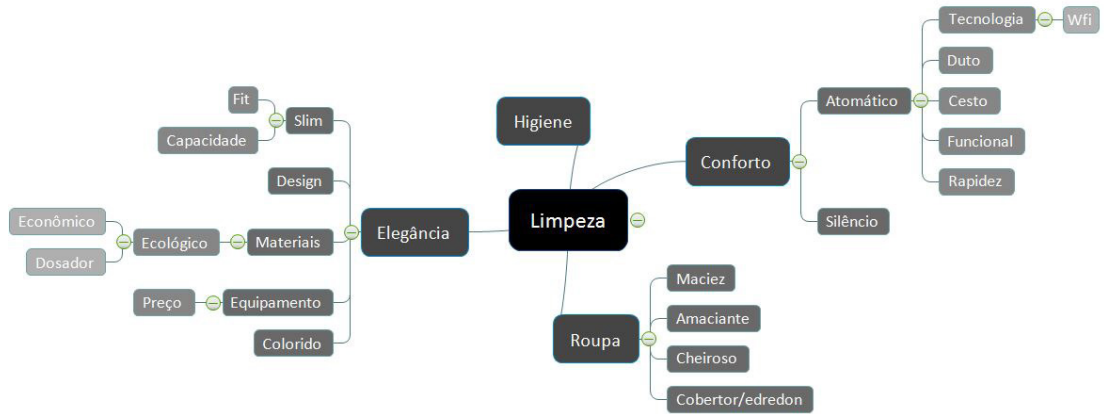 Limpeza
Higiene
Conforto
Atomático
Tecnologia
Wfi
Duto
Cesto
Funcional
Rapidez
Silêncio
Roupa
Maciez
Amaciante
Cheiroso
Cobertor/edredon
Elegância
Slim
Fit
Capacidade
Design
Materiais
Ecológico
Econômico
Dosador
Equipamento
Preço
Colorido